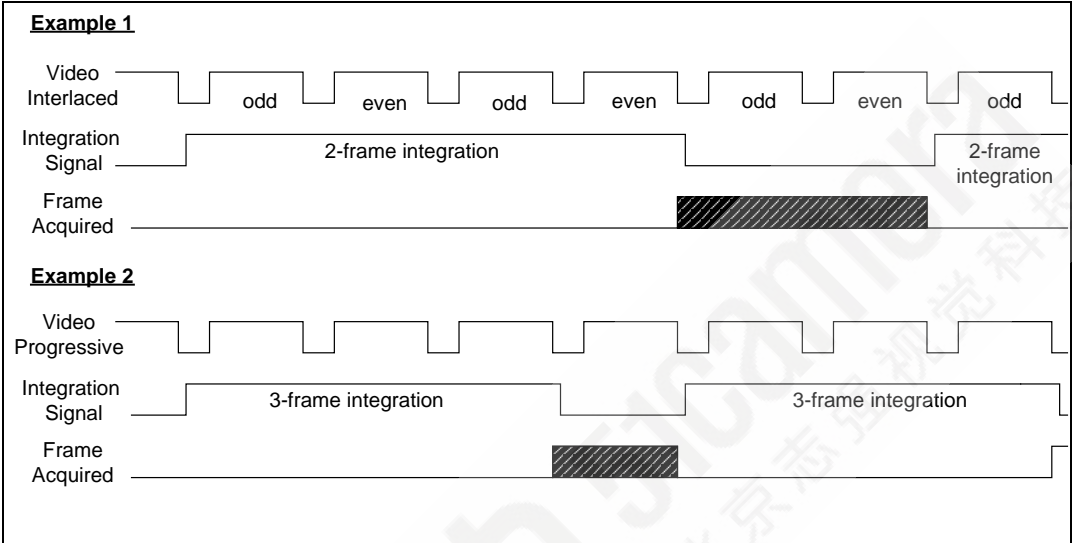 Example 1
Video
Interlaced
odd even odd even odd even odd
Integration
Signal
2-frame integration
2-frame
integration
Frame
Acquired
Example 2
Video
Progressive
Integration
Signal
3-frame integration
3-frame integration
Frame
Acquired
51camera